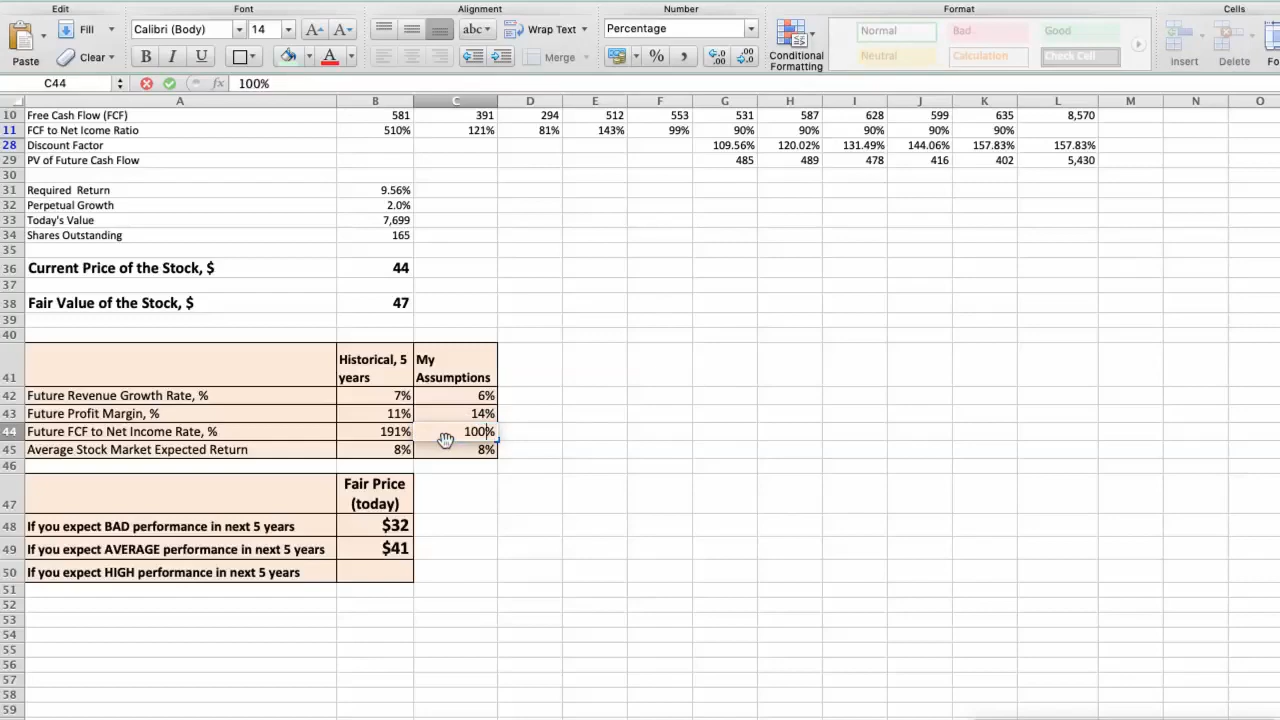 Edit Font Alignment Number Format Cells
Fill Calibri (Body) 14 A A abc Wrap Text Percentage Normal Bad Good
Paste Clear B I U A Merge % Conditional Formatting Neutral Calculation Check Cell Insert Delete Fo
C44 fx 100%
A B C D E F G H I J K L M N O
10 Free Cash Flow (FCF) 581 391 294 512 553 531 587 628 599 635 8,570
11 FCF to Net Icome Ratio 510% 121% 81% 143% 99% 90% 90% 90% 90% 90%
28 Discount Factor 109.56% 120.02% 131.49% 144.06% 157.83% 157.83%
29 PV of Future Cash Flow 485 489 478 416 402 5,430
30
31 Required Return 9.56%
32 Perpetual Growth 2.0%
33 Today's Value 7,699
34 Shares Outstanding 165
35
36 Current Price of the Stock, $ 44
37
38 Fair Value of the Stock, $ 47
39
40
41 Historical, 5 years My Assumptions
42 Future Revenue Growth Rate, % 7% 6%
43 Future Profit Margin, % 11% 14%
44 Future FCF to Net Income Rate, % 191% 100%
45 Average Stock Market Expected Return 8% 8%
46
47 Fair Price (today)
48 If you expect BAD performance in next 5 years $32
49 If you expect AVERAGE performance in next 5 years $41
50 If you expect HIGH performance in next 5 years
51
52
53
54
55
56
57
58
59